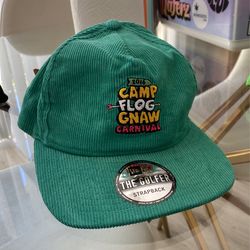 CAMP
FLOG
GNAW
CARNIVAL
THE GOLFER
STRAPBACK